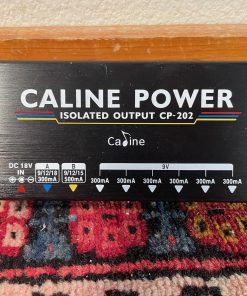 CALINE POWER
ISOLATED OUTPUT CP-202
Caline
DC 18V A B 9V
IN 9/12/18 9/12/15
300mA 500mA 300mA 300mA 300mA 300mA 300mA 300mA